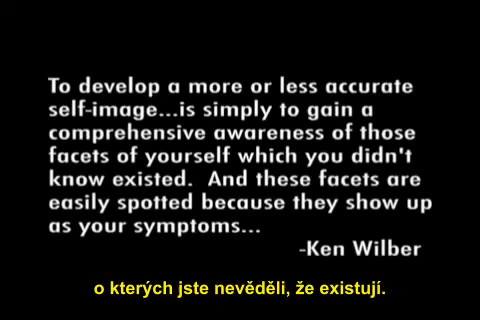 To develop a more or less accurate
self-image...is simply to gain a
comprehensive awareness of those
facets of yourself which you didn't
know existed.  And these facets are
easily spotted because they show up
as your symptoms...
-Ken Wilber
o kterých jste nevěděli, že existují.